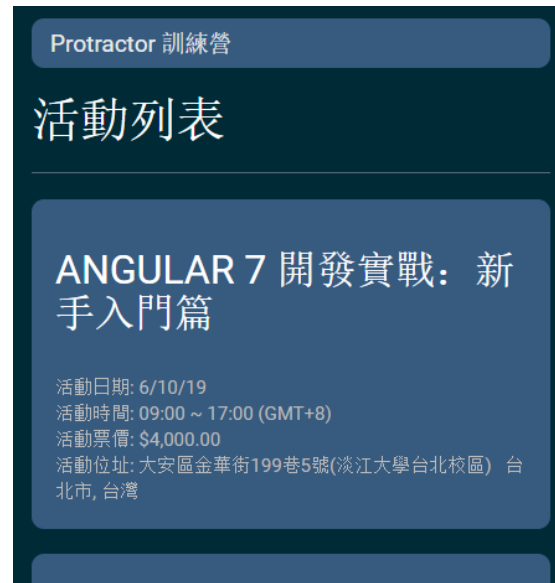 Protractor 訓練營
活動列表
ANGULAR 7 開發實戰：新
手入門篇
活動日期: 6/10/19
活動時間: 09:00 ~ 17:00 (GMT+8)
活動票價: $4,000.00
活動位址: 大安區金華街199巷5號(淡江大學台北校區) 台
北市, 台灣